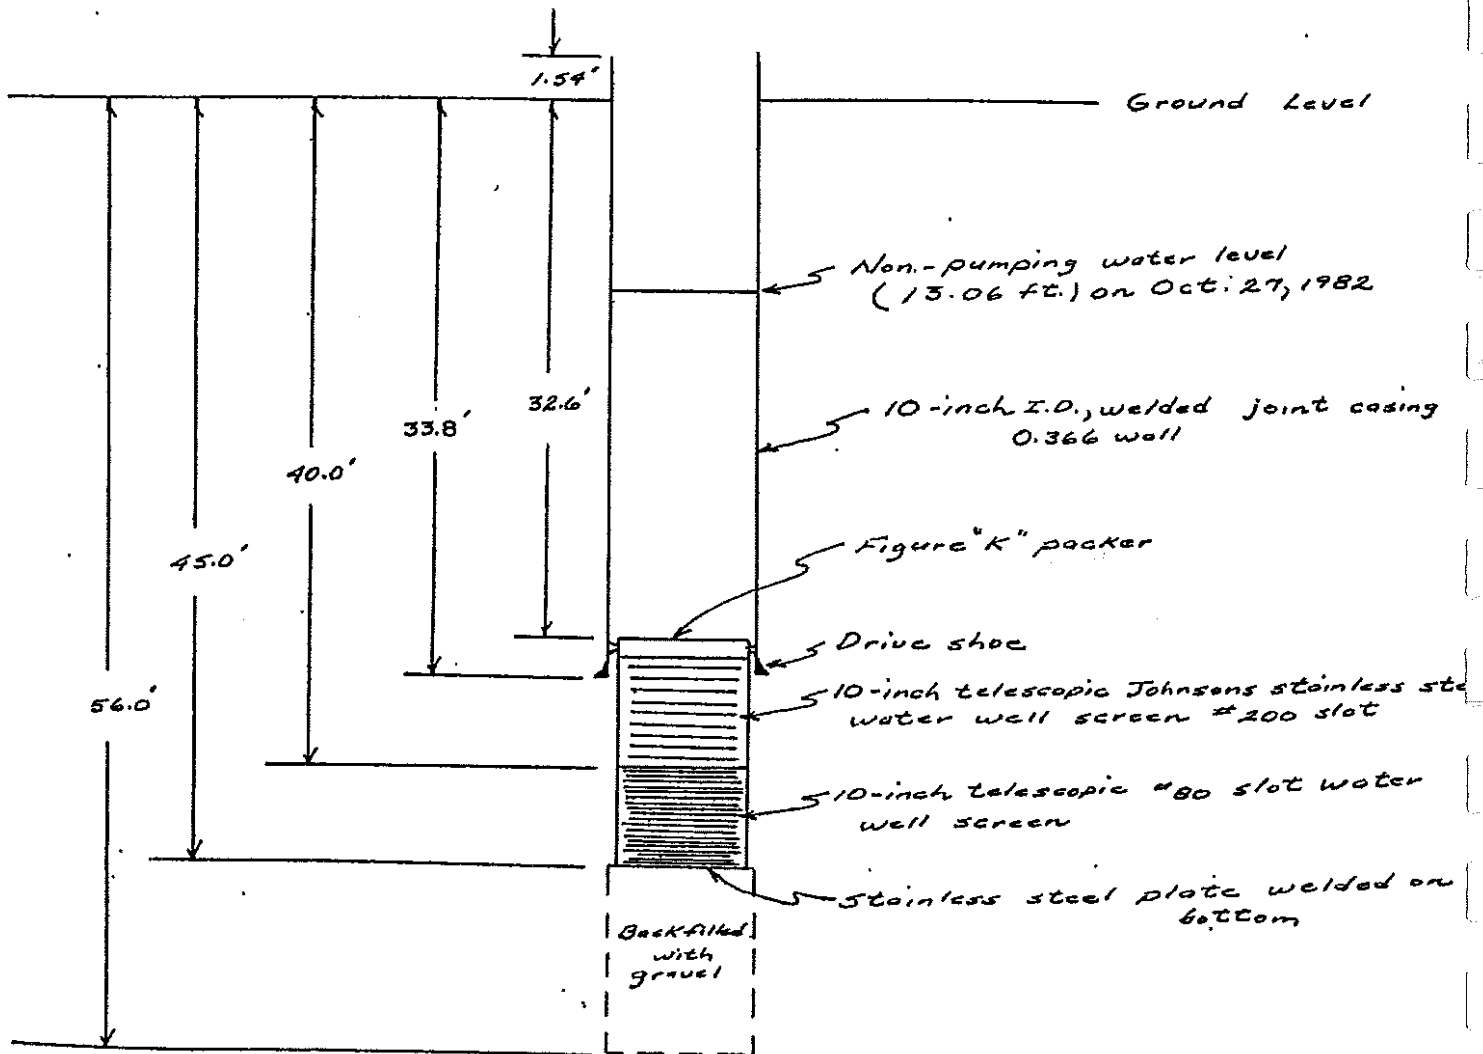 1.54'
Ground Level
Non-pumping water level
(13.06 ft.) on Oct. 27, 1982
32.6'
10-inch I.D., welded joint casing
0.366 wall
33.8'
40.0'
Figure "K" packer
45.0'
Drive shoe
10-inch telescopic Johnsons stainless ste
water well screen #200 slot
56.0'
10-inch telescopic #80 slot water
well screen
Stainless steel plate welded on
bottom
Backfilled
with
gravel